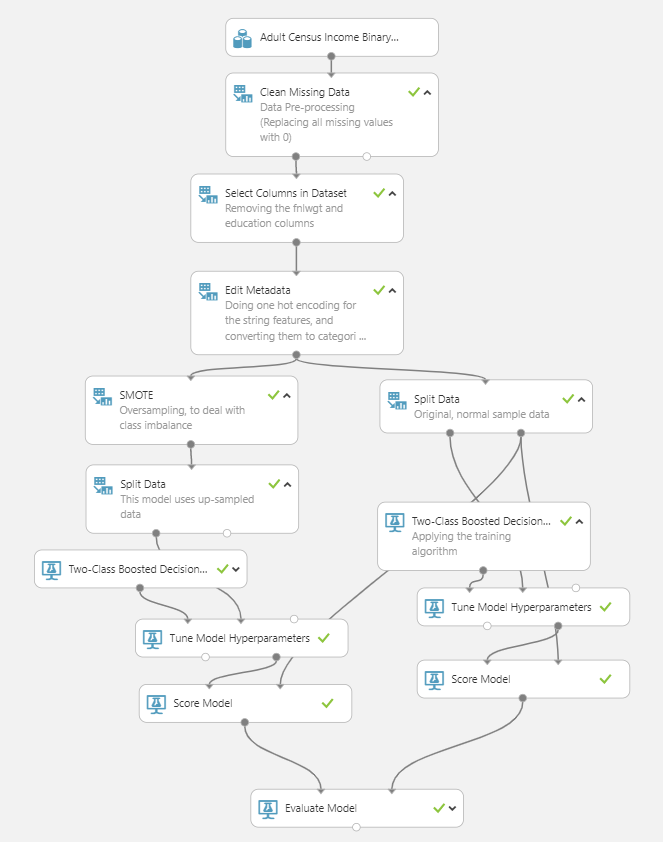 Adult Census Income Binary...
Clean Missing Data
Data Pre-processing
(Replacing all missing values
with 0)
Select Columns in Dataset
Removing the fnlwgt and
education columns
Edit Metadata
Doing one hot encoding for
the string features, and
converting them to categori ...
SMOTE
Oversampling, to deal with
class imbalance
Split Data
Original, normal sample data
Split Data
This model uses up-sampled
data
Two-Class Boosted Decision...
Applying the training
algorithm
Two-Class Boosted Decision...
Tune Model Hyperparameters
Tune Model Hyperparameters
Score Model
Score Model
Evaluate Model